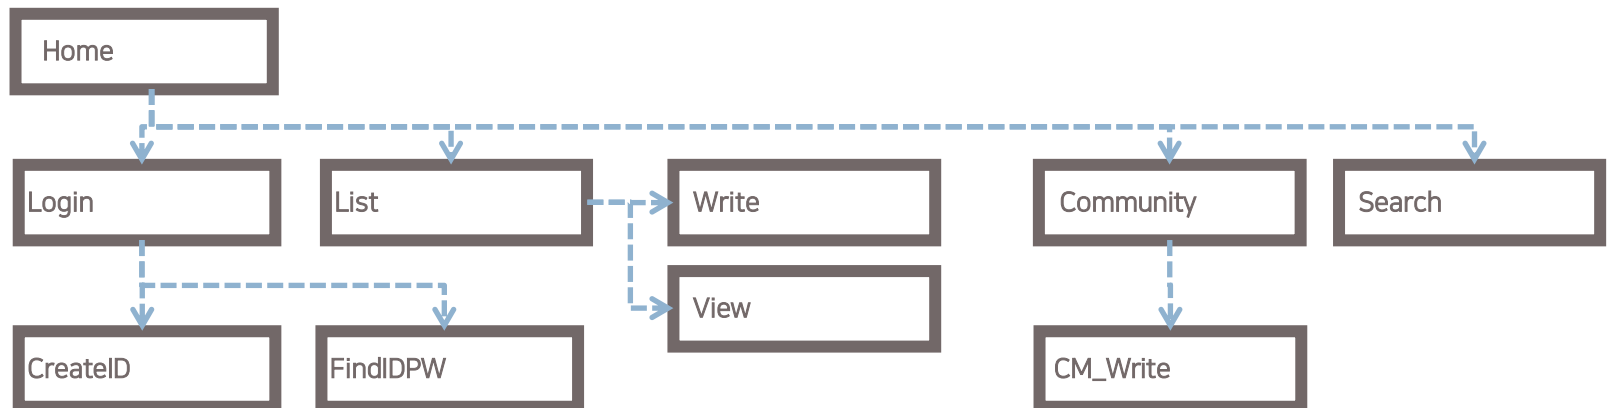 Home
Login
List
Write
Community
Search
View
CreateID
FindIDPW
CM_Write